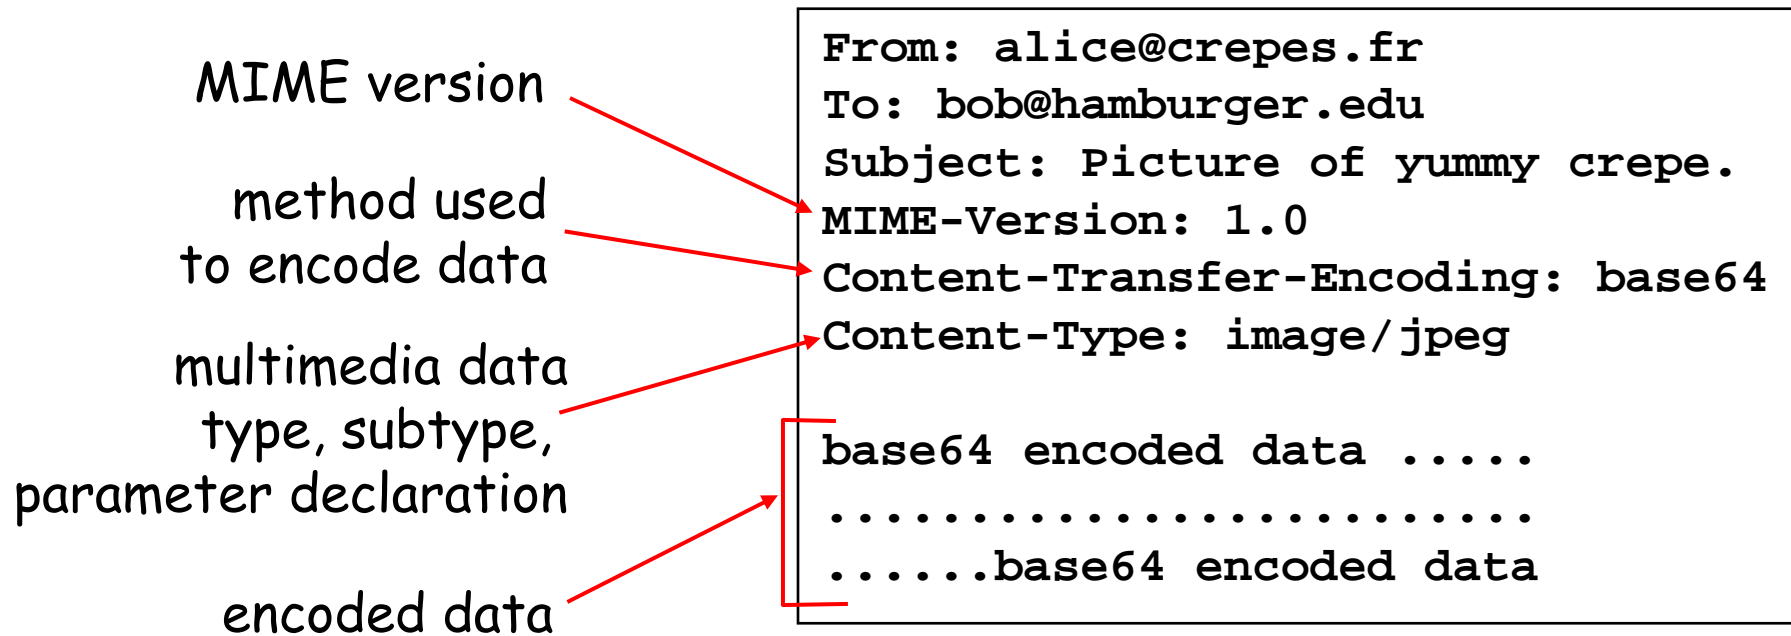 MIME version
method used
to encode data
multimedia data
type, subtype,
parameter declaration
encoded data
From: alice@crepes.fr
To: bob@hamburger.edu
Subject: Picture of yummy crepe.
MIME-Version: 1.0
Content-Transfer-Encoding: base64
Content-Type: image/jpeg
base64 encoded data .....
.........................
......base64 encoded data